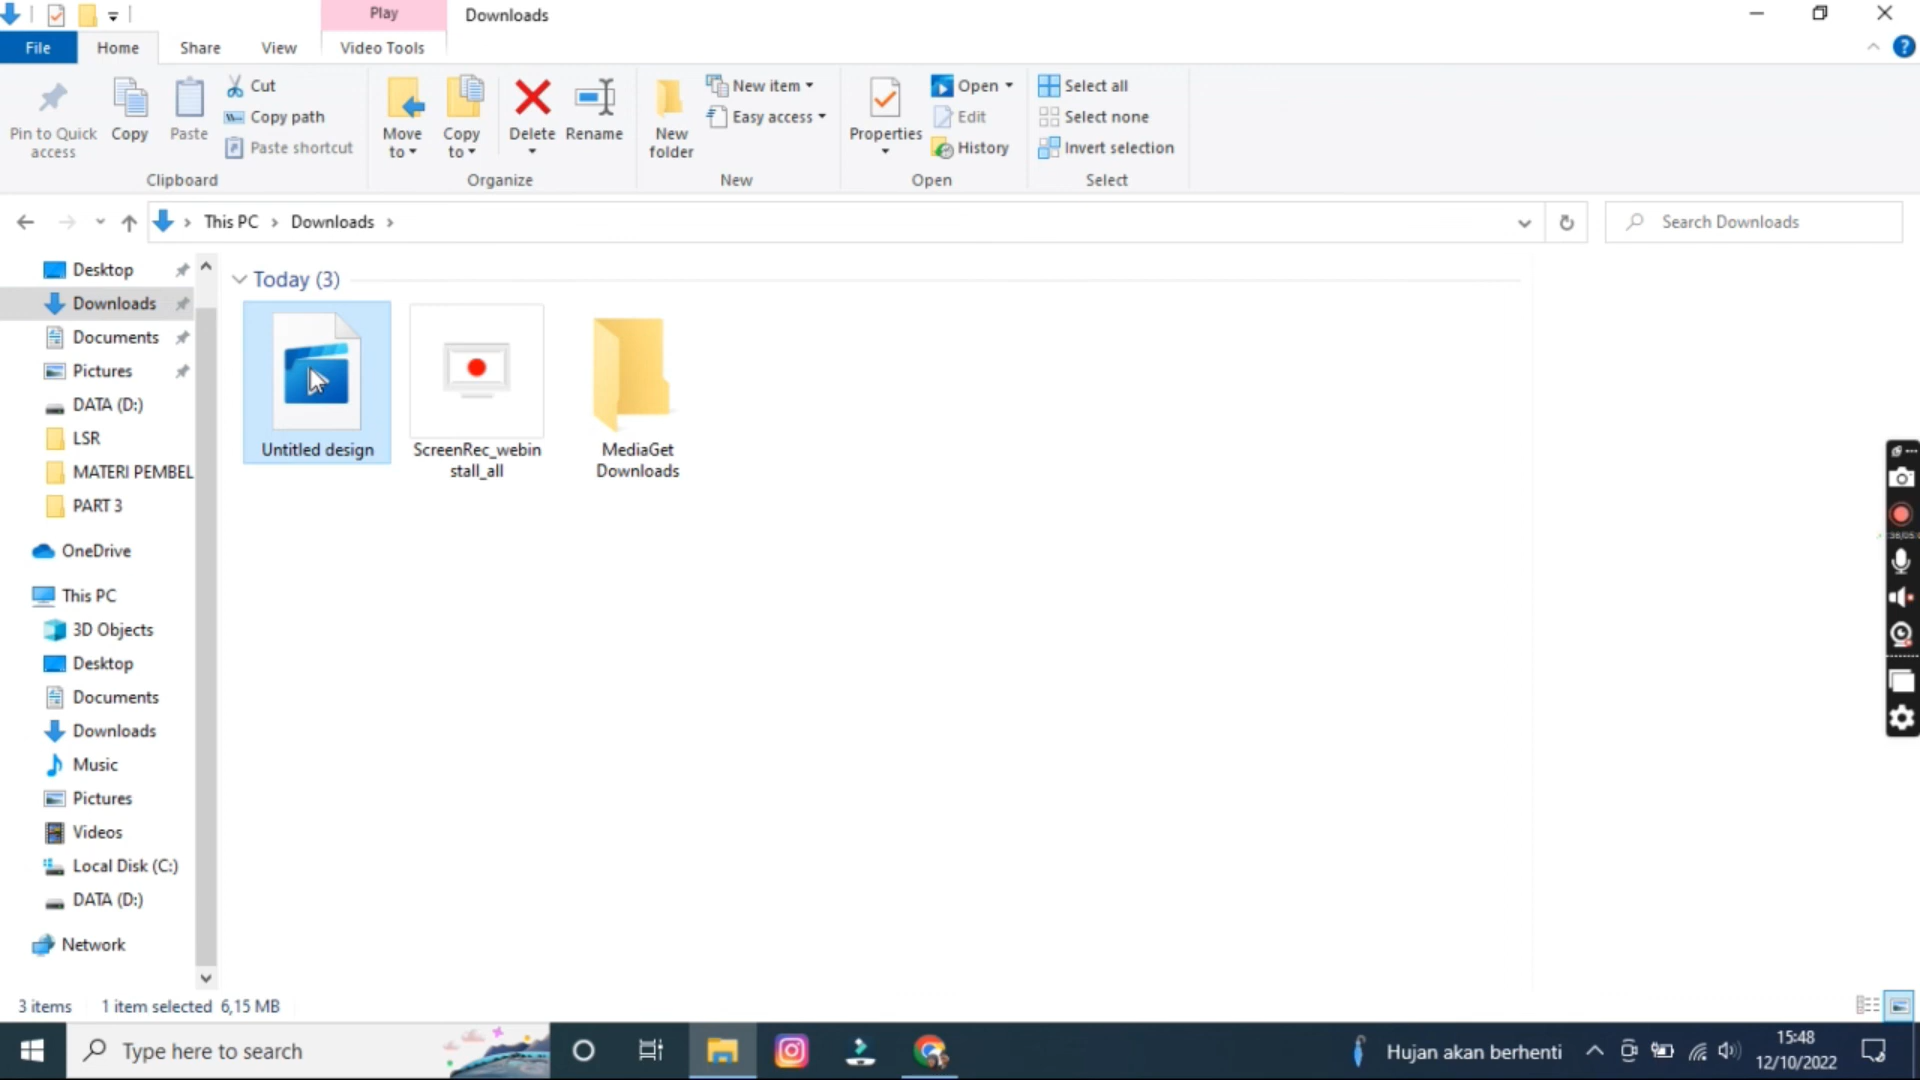 Play
Downloads
File
Home
Share
View
Video Tools
Pin to Quick
access
Copy
Paste
Cut
Copy path
Paste shortcut
Clipboard
Move
to
Copy
to
Delete
Rename
Organize
New
folder
New item
Easy access
New
Properties
Open
Edit
History
Open
Select all
Select none
Invert selection
Select
This PC
Downloads
Search Downloads
Desktop
Downloads
Documents
Pictures
DATA (D:)
LSR
MATERI PEMBEL
PART 3
OneDrive
This PC
3D Objects
Desktop
Documents
Downloads
Music
Pictures
Videos
Local Disk (C:)
DATA (D:)
Network
Today (3)
Untitled design
ScreenRec_webin
stall_all
MediaGet
Downloads
3 items
1 item selected 6,15 MB
Type here to search
Hujan akan berhenti
15:48
12/10/2022